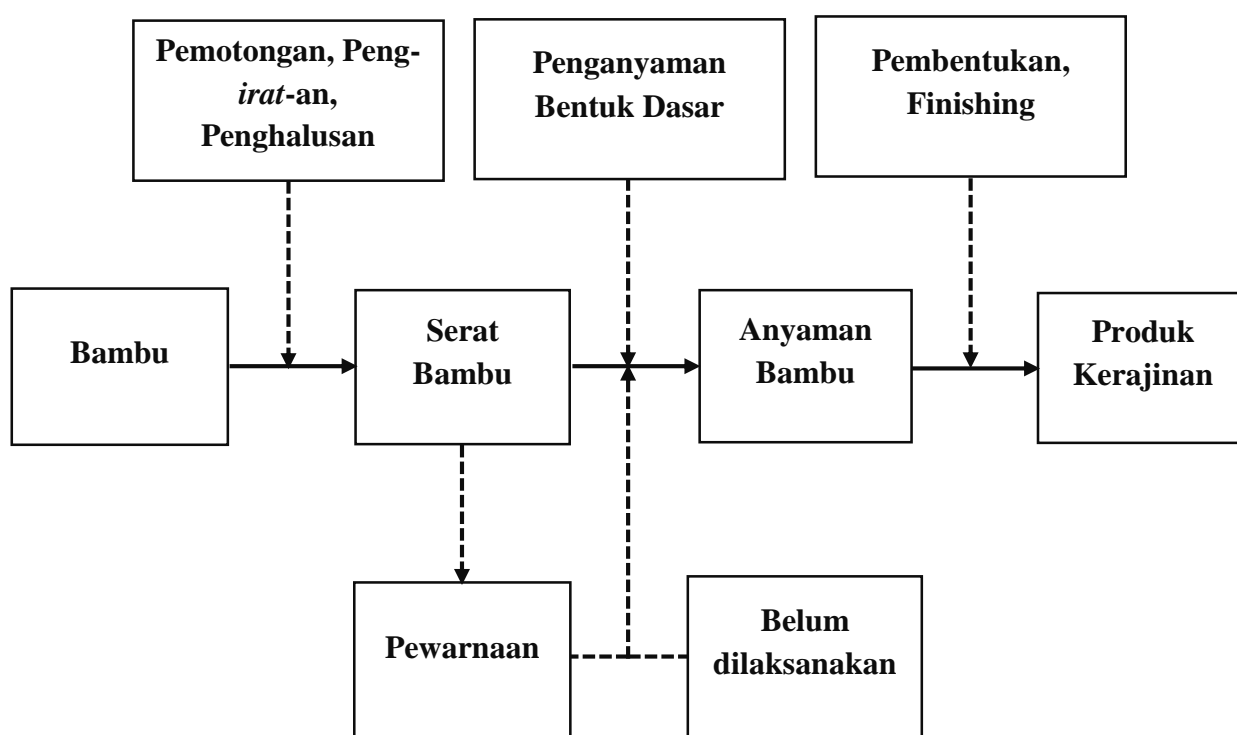 Pemotongan, Peng-
irat-an,
Penghalusan
Penganyaman
Bentuk Dasar
Pembentukan,
Finishing
Bambu
Serat
Bambu
Anyaman
Bambu
Produk
Kerajinan
Pewarnaan
Belum
dilaksanakan